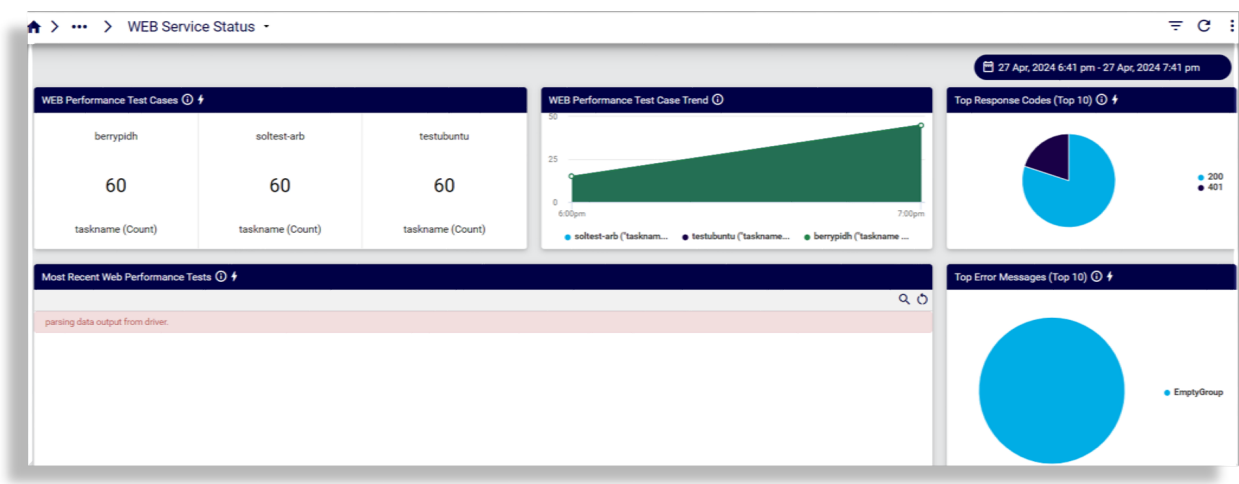 WEB Service Status
27 Apr, 2024 6:41 pm - 27 Apr, 2024 7:41 pm
WEB Performance Test Cases
berrypidh
60
taskname (Count)
soltest-arb
60
taskname (Count)
testubuntu
60
taskname (Count)
WEB Performance Test Case Trend
50
25
0
6:00pm
7:00pm
soltest-arb ("tasknam...
testubuntu ("taskname...
berrypidh ("taskname ...
Top Response Codes (Top 10)
200
401
Most Recent Web Performance Tests
parsing data output from driver.
Top Error Messages (Top 10)
EmptyGroup